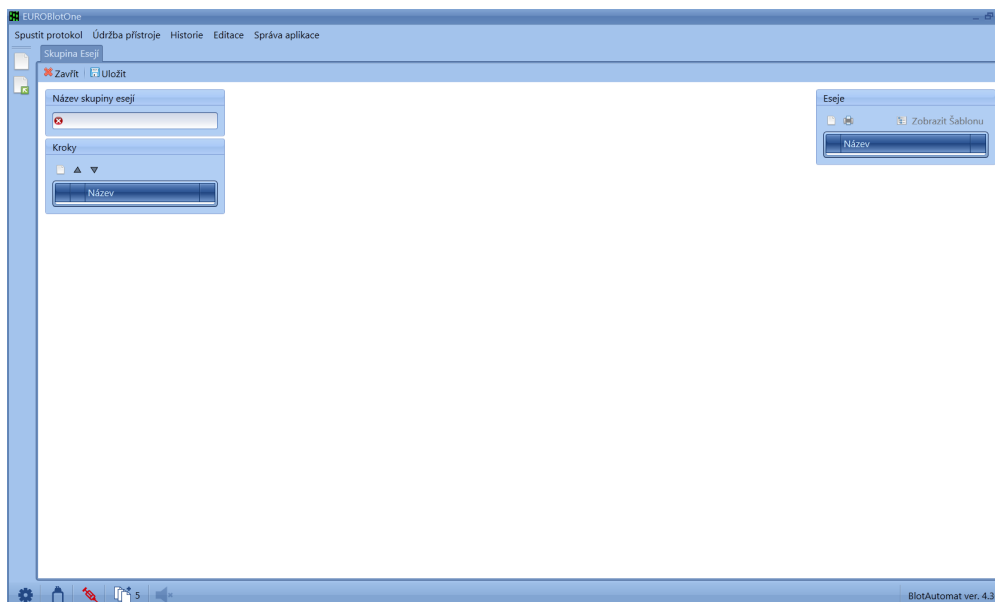 EUROBlotOne
Spustit protokol Údržba přístroje Historie Editace Správa aplikace
Skupina Esejí
Zavřít Uložit
Název skupiny esejí
Kroky
Název
Eseje
Zobrazit Šablonu
Název
5
BlotAutomat ver. 4.3